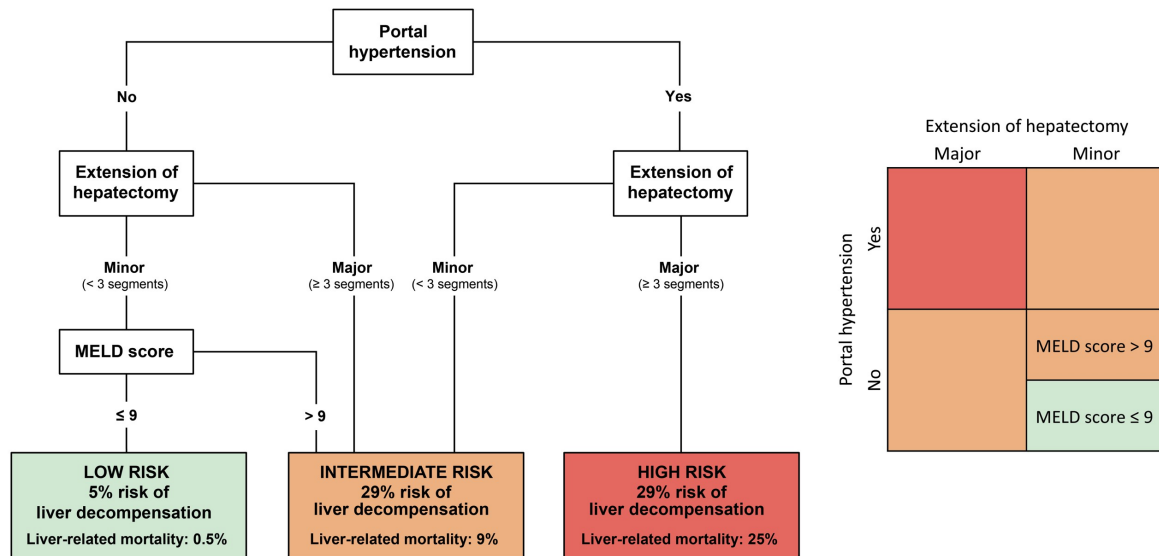 Portal
hypertension
No
Yes
Extension of
hepatectomy
Extension of
hepatectomy
Minor
(< 3 segments)
Major
(≥ 3 segments)
Minor
(< 3 segments)
Major
(≥ 3 segments)
MELD score
≤ 9
> 9
LOW RISK
5% risk of
liver decompensation
Liver-related mortality: 0.5%
INTERMEDIATE RISK
29% risk of
liver decompensation
Liver-related mortality: 9%
HIGH RISK
29% risk of
liver decompensation
Liver-related mortality: 25%
Extension of hepatectomy
Major
Minor
Portal hypertension
Yes
No
MELD score > 9
MELD score ≤ 9